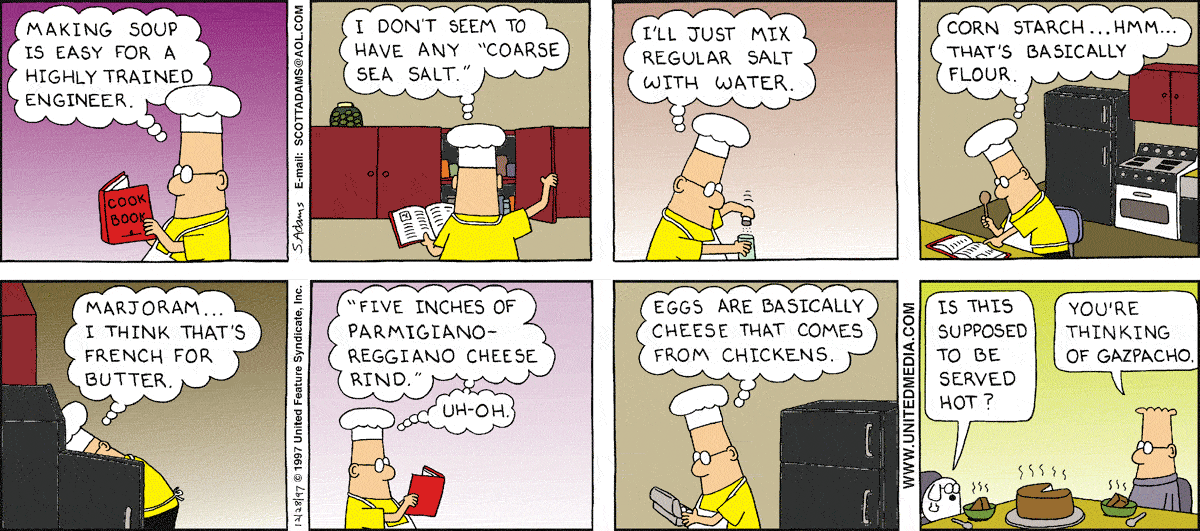 MAKING SOUP
IS EASY FOR A
HIGHLY TRAINED
ENGINEER.
COOK
BOOK
S.Adams
E-mail: SCOTTADAMS@AOL.COM
I DON'T SEEM TO
HAVE ANY "COARSE
SEA SALT."
I'LL JUST MIX
REGULAR SALT
WITH WATER.
CORN STARCH...HMM...
THAT'S BASICALLY
FLOUR.
MARJORAM...
I THINK THAT'S
FRENCH FOR
BUTTER.
12/28/97 © 1997 United Feature Syndicate, Inc.
"FIVE INCHES OF
PARMIGIANO-
REGGIANO CHEESE
RIND."
UH-OH.
EGGS ARE BASICALLY
CHEESE THAT COMES
FROM CHICKENS.
WWW.UNITEDMEDIA.COM
IS THIS
SUPPOSED
TO BE
SERVED
HOT?
YOU'RE
THINKING
OF GAZPACHO.